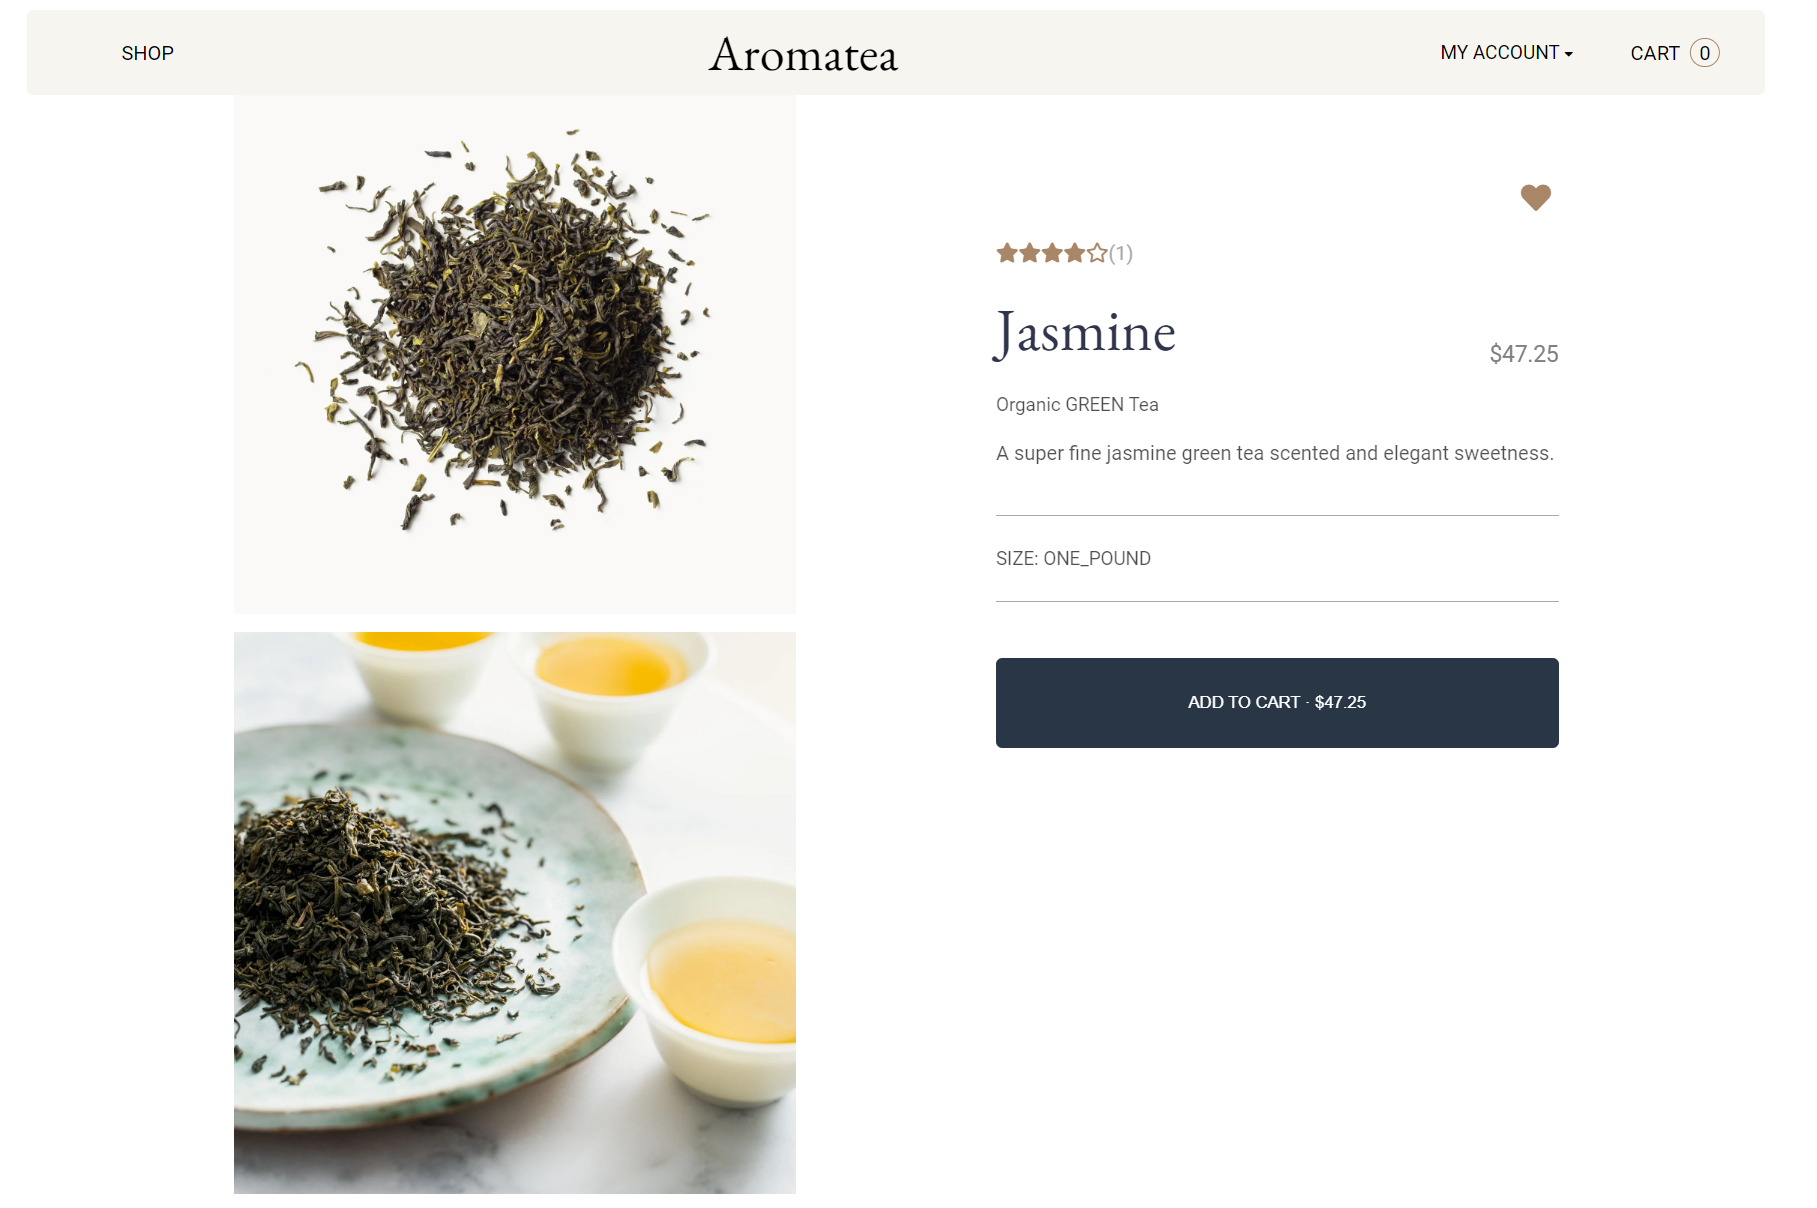 SHOP
Aromatea
MY ACCOUNT
CART 0
(1)
Jasmine
$47.25
Organic GREEN Tea
A super fine jasmine green tea scented and elegant sweetness.
SIZE: ONE_POUND
ADD TO CART · $47.25